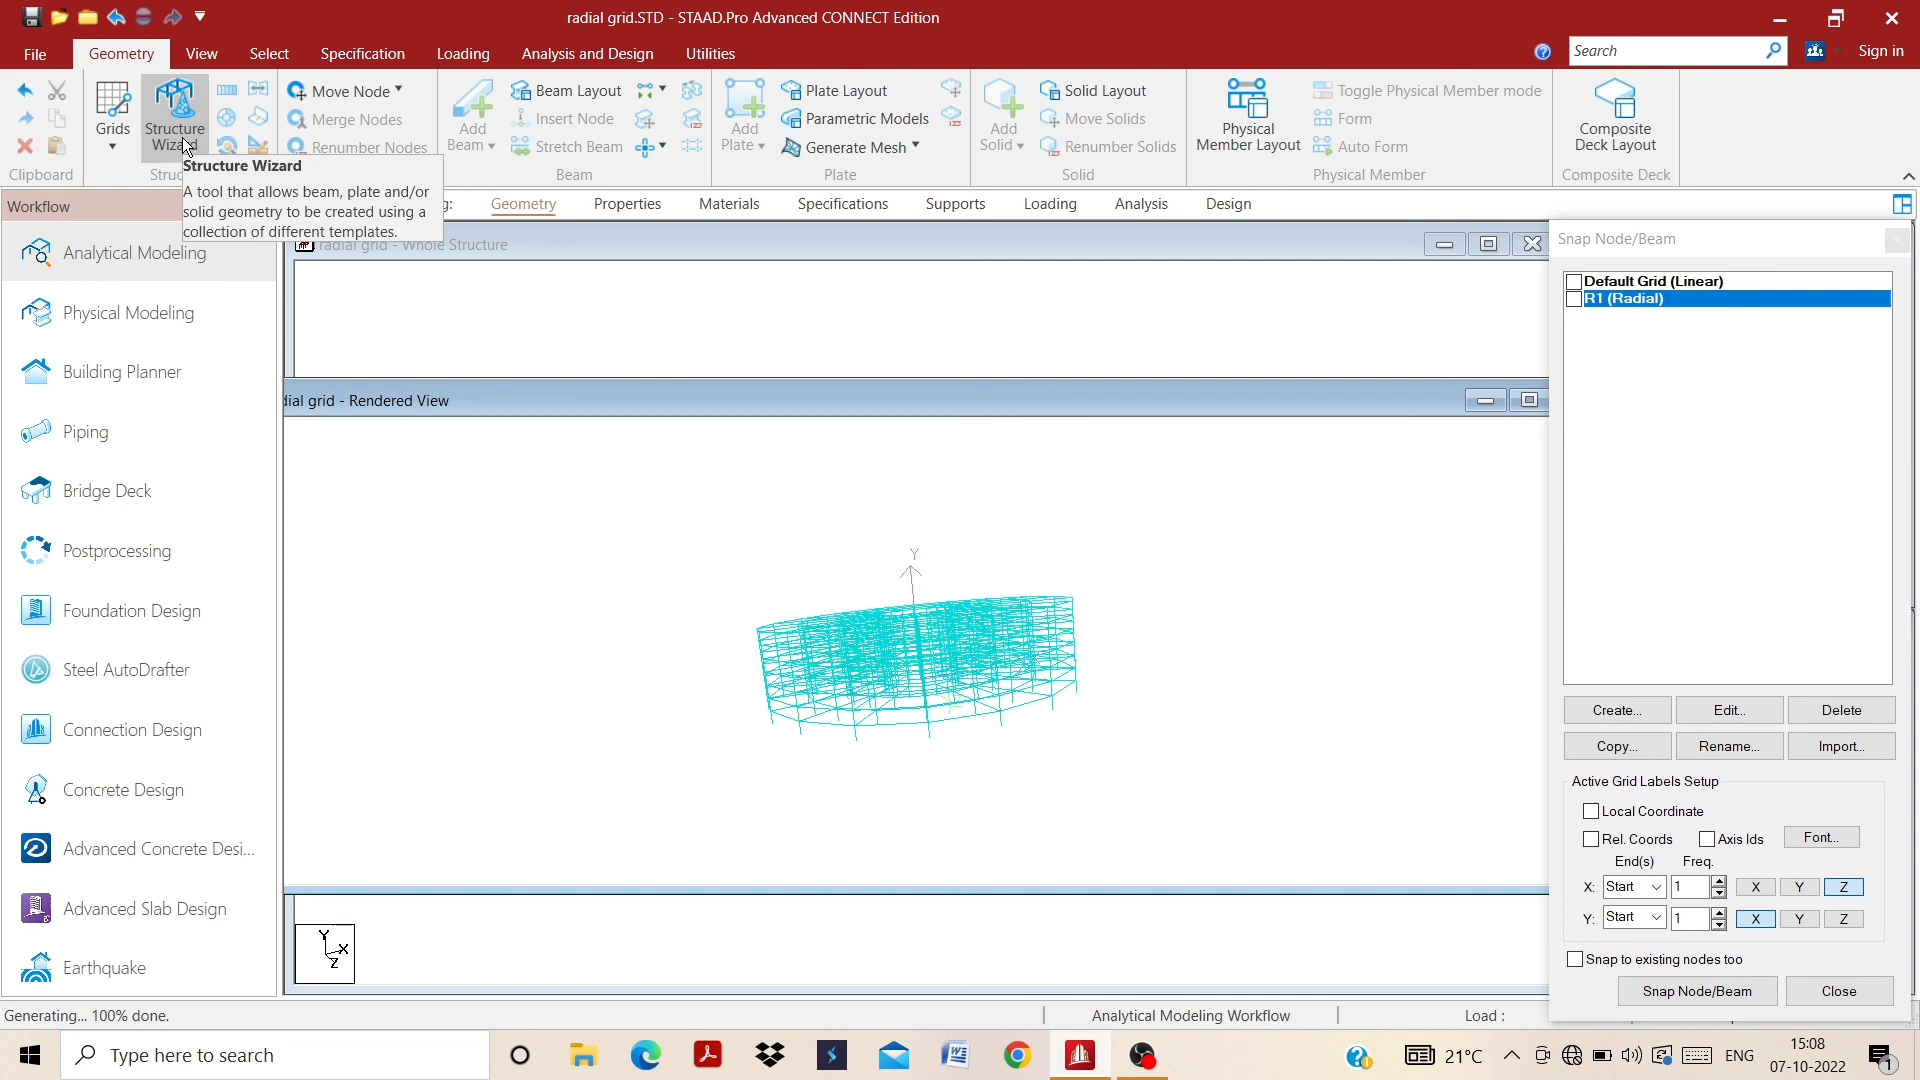 radial grid.STD - STAAD.Pro Advanced CONNECT Edition
File
Geometry
View
Select
Specification
Loading
Analysis and Design
Utilities
Search
Sign in
Grids
Structure
Wizard
Move Node
Merge Nodes
Renumber Nodes
Add
Beam
Beam Layout
Insert Node
Stretch Beam
Add
Plate
Plate Layout
Parametric Models
Generate Mesh
Add
Solid
Solid Layout
Move Solids
Renumber Solids
Physical
Member Layout
Toggle Physical Member mode
Form
Auto Form
Composite
Deck Layout
Clipboard
Struc
Beam
Plate
Solid
Physical Member
Composite Deck
Structure Wizard
A tool that allows beam, plate and/or
solid geometry to be created using a
collection of different templates.
Workflow
g:
Geometry
Properties
Materials
Specifications
Supports
Loading
Analysis
Design
Analytical Modeling
Physical Modeling
Building Planner
Piping
Bridge Deck
Postprocessing
Foundation Design
Steel AutoDrafter
Connection Design
Concrete Design
Advanced Concrete Desi...
Advanced Slab Design
Earthquake
radial grid - Whole Structure
dial grid - Rendered View
Y
Y
X
Z
Snap Node/Beam
Default Grid (Linear)
R1 (Radial)
Create...
Edit...
Delete
Copy...
Rename...
Import...
Active Grid Labels Setup
Local Coordinate
Rel. Coords
Axis Ids
Font...
End(s)
Freq.
X: Start 1 X Y Z
Y: Start 1 X Y Z
Snap to existing nodes too
Snap Node/Beam
Close
Generating... 100% done.
Analytical Modeling Workflow
Load :
Type here to search
21°C
ENG
15:08
07-10-2022
1